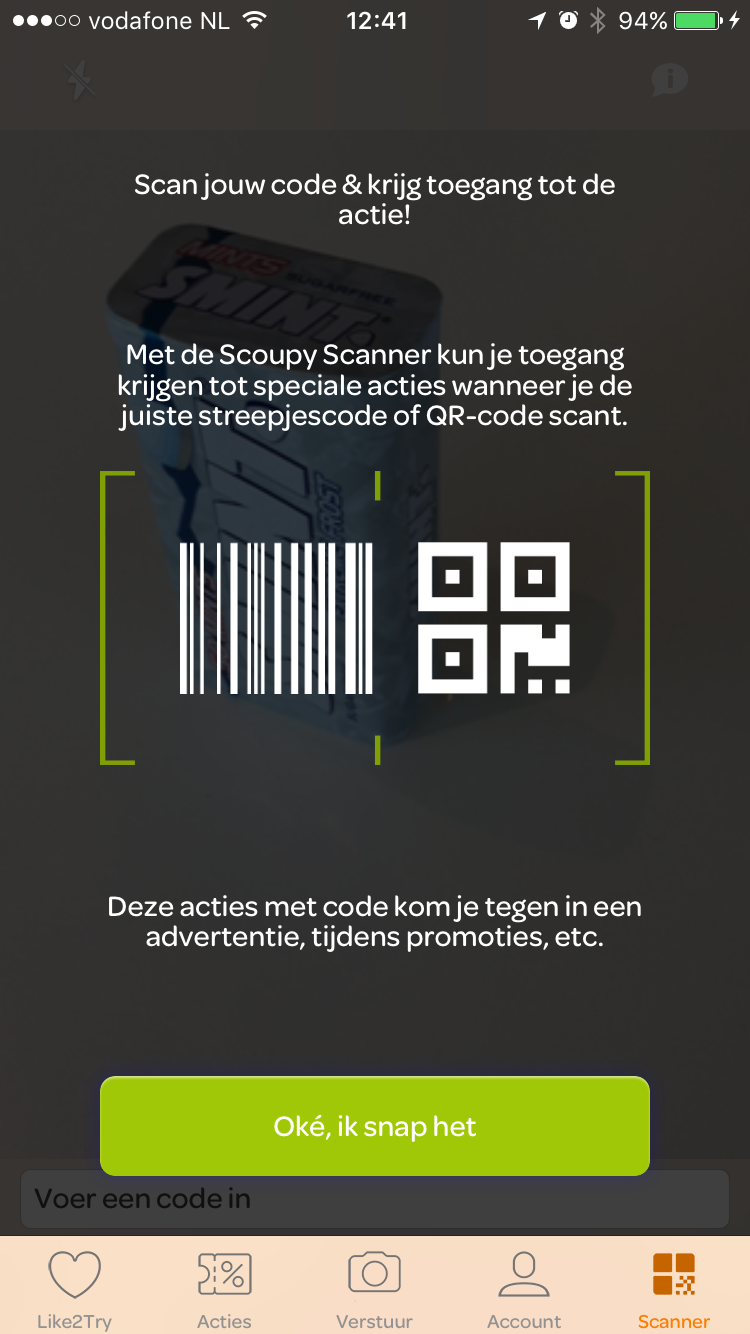 vodafone NL 12:41 94%
Scan jouw code & krijg toegang tot de
actie!
MINTS
SUGARFREE
SMINT®
Met de Scoupy Scanner kun je toegang
krijgen tot speciale acties wanneer je de
juiste streepjescode of QR-code scant.
Deze acties met code kom je tegen in een
advertentie, tijdens promoties, etc.
Oké, ik snap het
Voer een code in
Like2Try Acties Verstuur Account Scanner